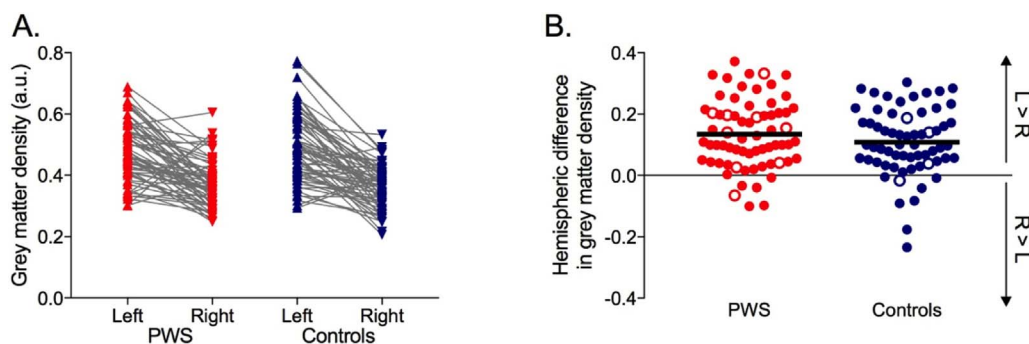 A.
Grey matter density (a.u.)
0.8
0.6
0.4
0.2
0.0
Left Right Left Right
PWS Controls
B.
Hemispheric difference
in grey matter density
0.4
0.2
0.0
-0.2
-0.4
PWS Controls
L > R
R > L